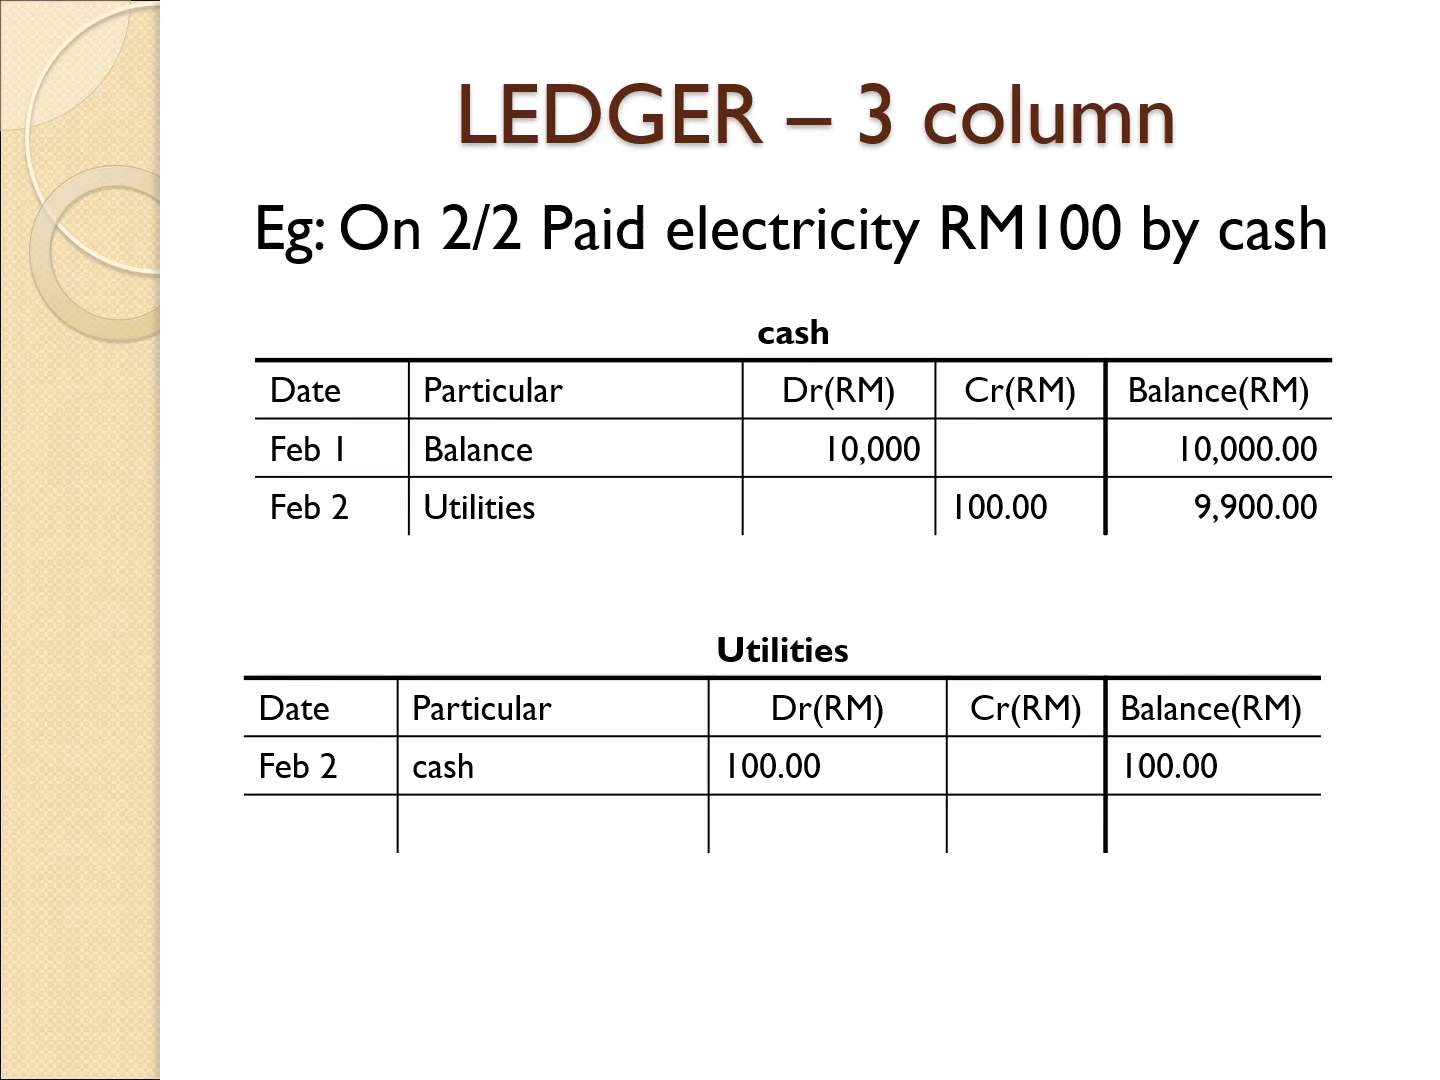 LEDGER – 3 column
Eg: On 2/2 Paid electricity RM100 by cash
cash
Date Particular Dr(RM) Cr(RM) Balance(RM)
Feb 1 Balance 10,000 10,000.00
Feb 2 Utilities 100.00 9,900.00
Utilities
Date Particular Dr(RM) Cr(RM) Balance(RM)
Feb 2 cash 100.00 100.00